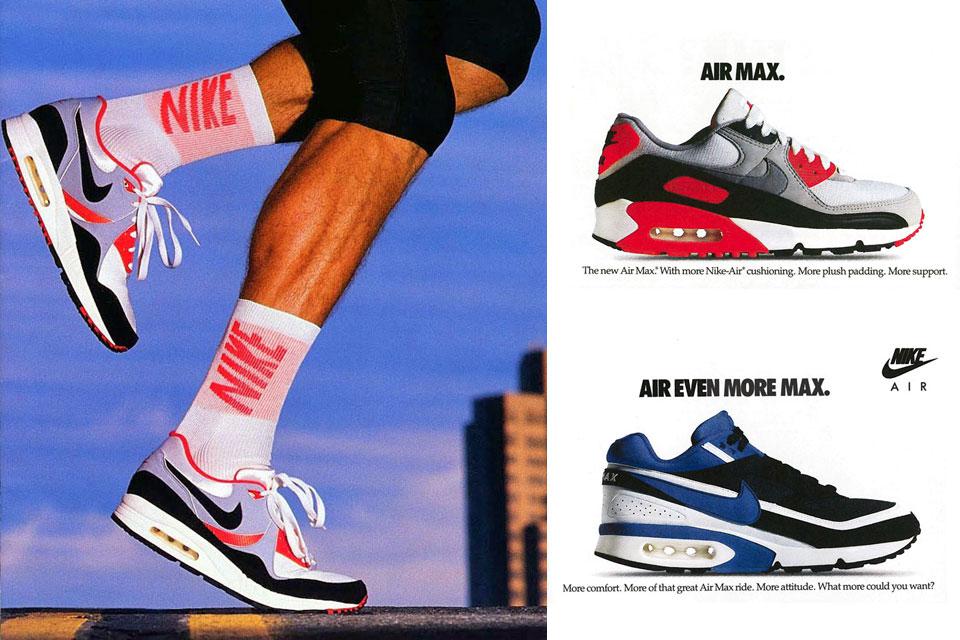 NIKE
NIKE
AIR MAX.
The new Air Max.® With more Nike-Air® cushioning. More plush padding. More support.
NIKE
AIR
AIR EVEN MORE MAX.
AX
More comfort. More of that great Air Max ride. More attitude. What more could you want?